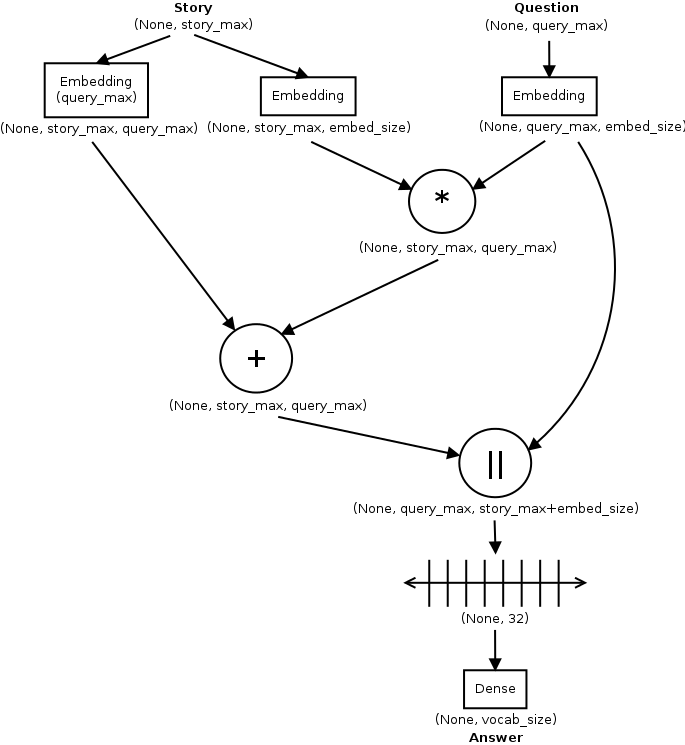 Story
(None, story_max)
Question
(None, query_max)
Embedding
(query_max)
Embedding
Embedding
(None, story_max, query_max)
(None, story_max, embed_size)
(None, query_max, embed_size)
*
(None, story_max, query_max)
+
(None, story_max, query_max)
||
(None, query_max, story_max+embed_size)
(None, 32)
Dense
(None, vocab_size)
Answer